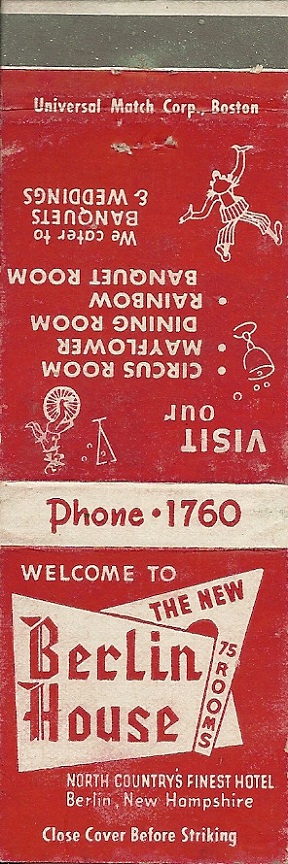 Universal Match Corp., Boston
VISIT
our
• CIRCUS ROOM
• MAYFLOWER
DINING ROOM
• RAINBOW
BANQUET ROOM
We cater to
BANQUETS
& WEDDINGS
Phone • 1760
WELCOME TO
THE NEW
Berlin
House
75 ROOMS
NORTH COUNTRY'S FINEST HOTEL
Berlin, New Hampshire
Close Cover Before Striking